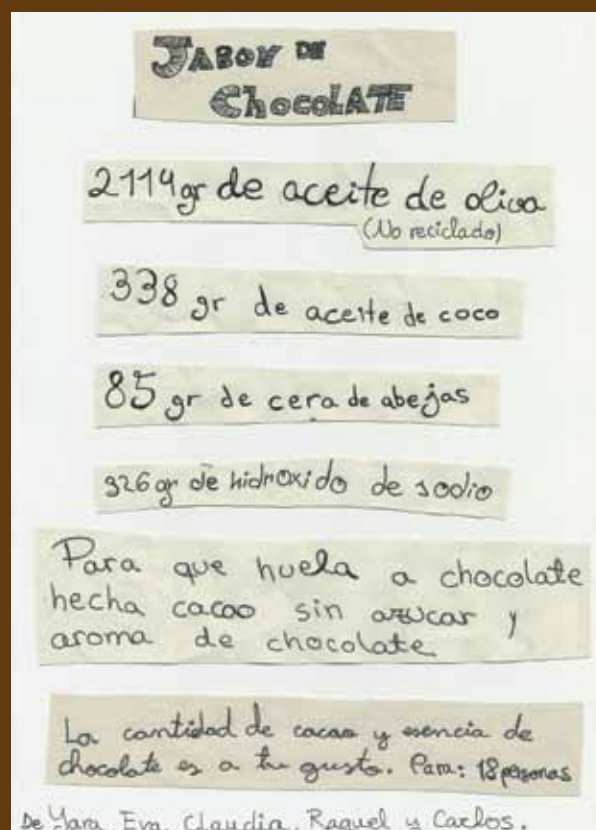 JABON DE
CHOCOLATE
2114 gr de aceite de oliva
(No reciclado)
338 gr de aceite de coco
85 gr de cera de abejas
326 gr de hidroxido de sodio
Para que huela a chocolate
hecha cacao sin azucar y
aroma de chocolate
La cantidad de cacao y esencia de
chocolate es a tu gusto. Para: 18 personas
De Yara, Eva, Claudia, Raquel y Carlos.